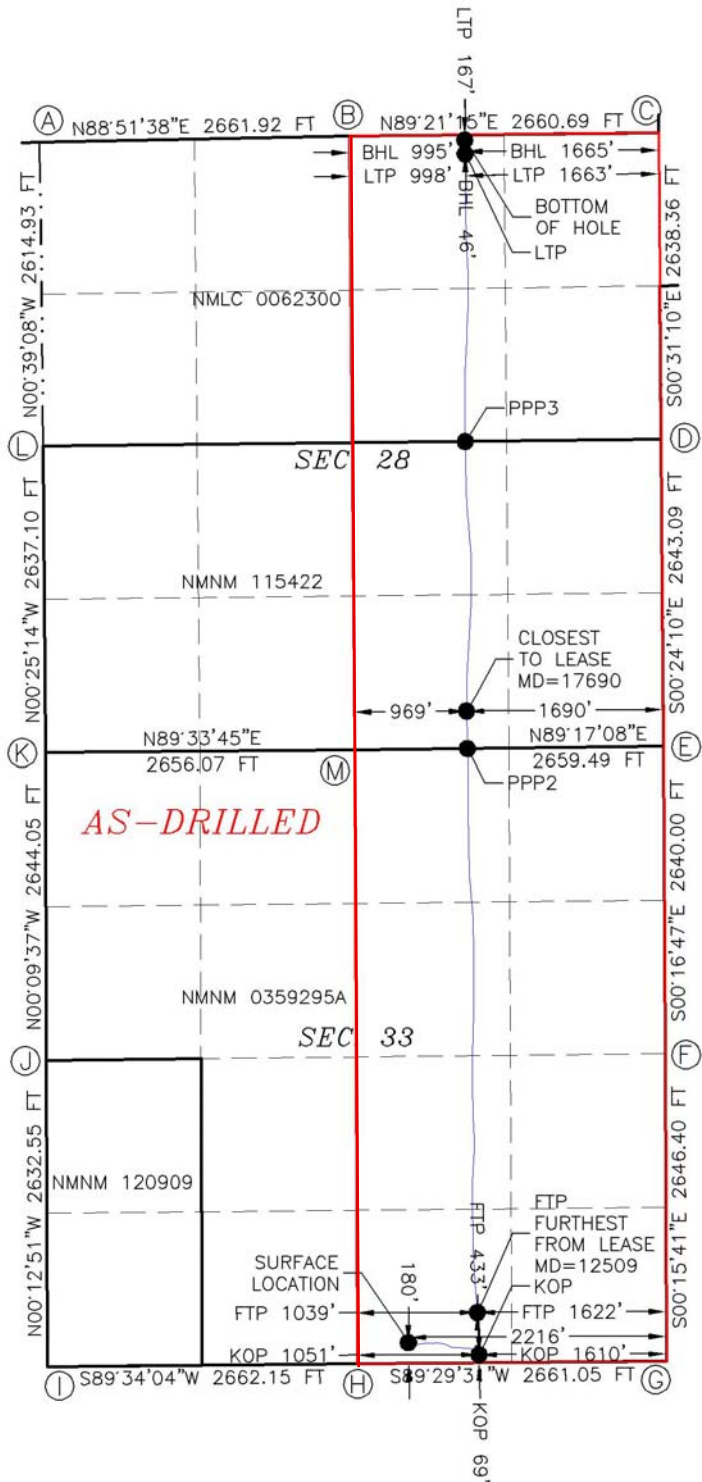 LTP 167'
A
N88°51'38"E 2661.92 FT
B
N89°21'15"E 2660.69 FT
C
BHL 995'
BHL 1665'
LTP 998'
LTP 1663'
BHL 46'
BOTTOM
OF HOLE
LTP
N00°39'08"W 2614.93 FT
S00°31'10"E 2638.36 FT
NMLC 0062300
PPP3
L
D
SEC 28
N00°25'14"W 2637.10 FT
S00°24'10"E 2643.09 FT
NMNM 115422
CLOSEST
TO LEASE
MD=17690
969'
1690'
N89°33'45"E
2656.07 FT
N89°17'08"E
2659.49 FT
K
M
E
PPP2
AS-DRILLED
N00°09'37"W 2644.05 FT
S00°16'47"E 2640.00 FT
NMNM 0359295A
SEC 33
J
F
N00°12'51"W 2632.55 FT
S00°15'41"E 2646.40 FT
NMNM 120909
FTP 433'
FTP
FURTHEST
FROM LEASE
MD=12509
KOP
SURFACE
LOCATION
180'
FTP 1039'
FTP 1622'
2216'
KOP 1051'
KOP 1610'
I
S89°34'04"W 2662.15 FT
H
S89°29'31"W 2661.05 FT
G
KOP 69'